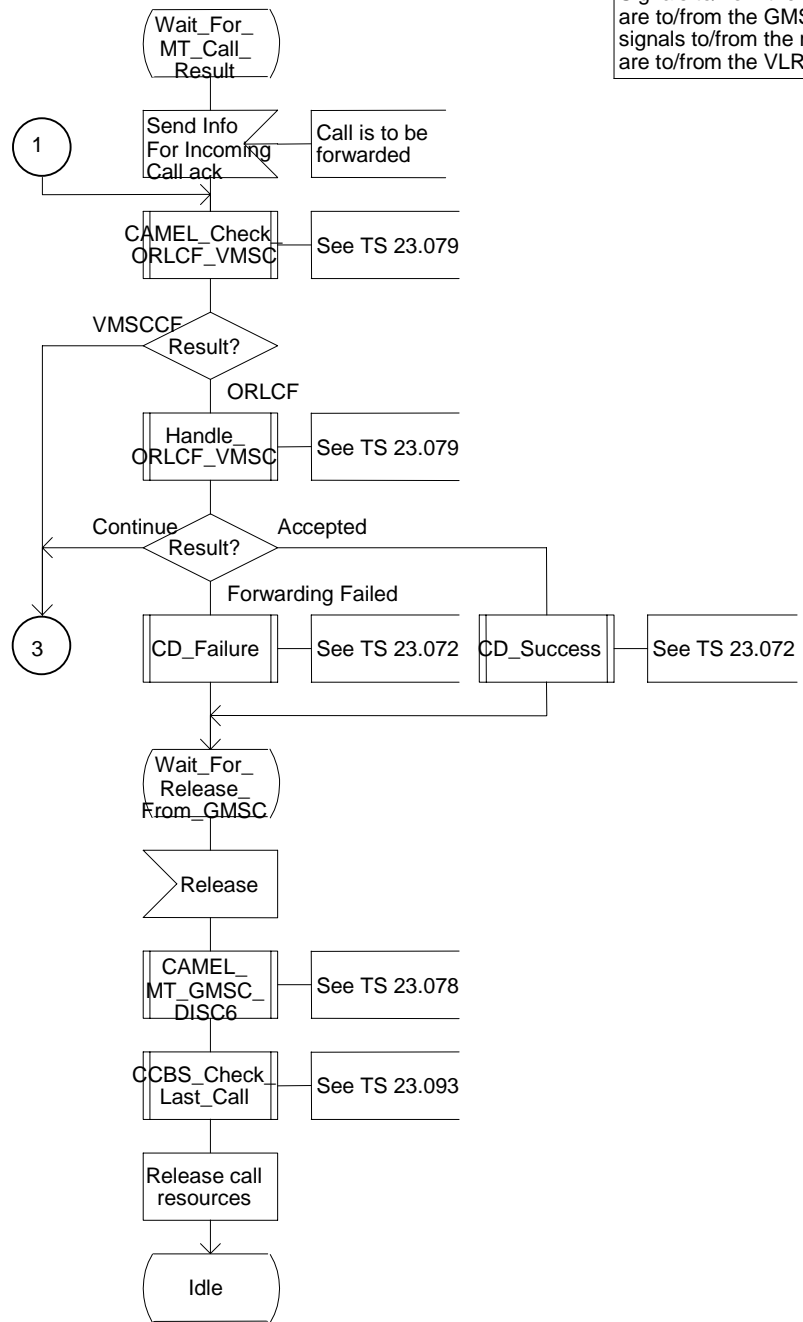 are to/from the GMS
signals to/from the
are to/from the VLR
Wait_For_
MT_Call_
Result
Send Info
For Incoming
Call ack
Call is to be
forwarded
1
CAMEL_Check_
ORLCF_VMSC
See TS 23.079
VMSCCF
Result?
ORLCF
Handle_
ORLCF_VMSC
See TS 23.079
Continue
Result?
Accepted
Forwarding Failed
3
CD_Failure
See TS 23.072
CD_Success
See TS 23.072
Wait_For_
Release_
From_GMSC
Release
CAMEL_
MT_GMSC_
DISC6
See TS 23.078
CCBS_Check_
Last_Call
See TS 23.093
Release call
resources
Idle